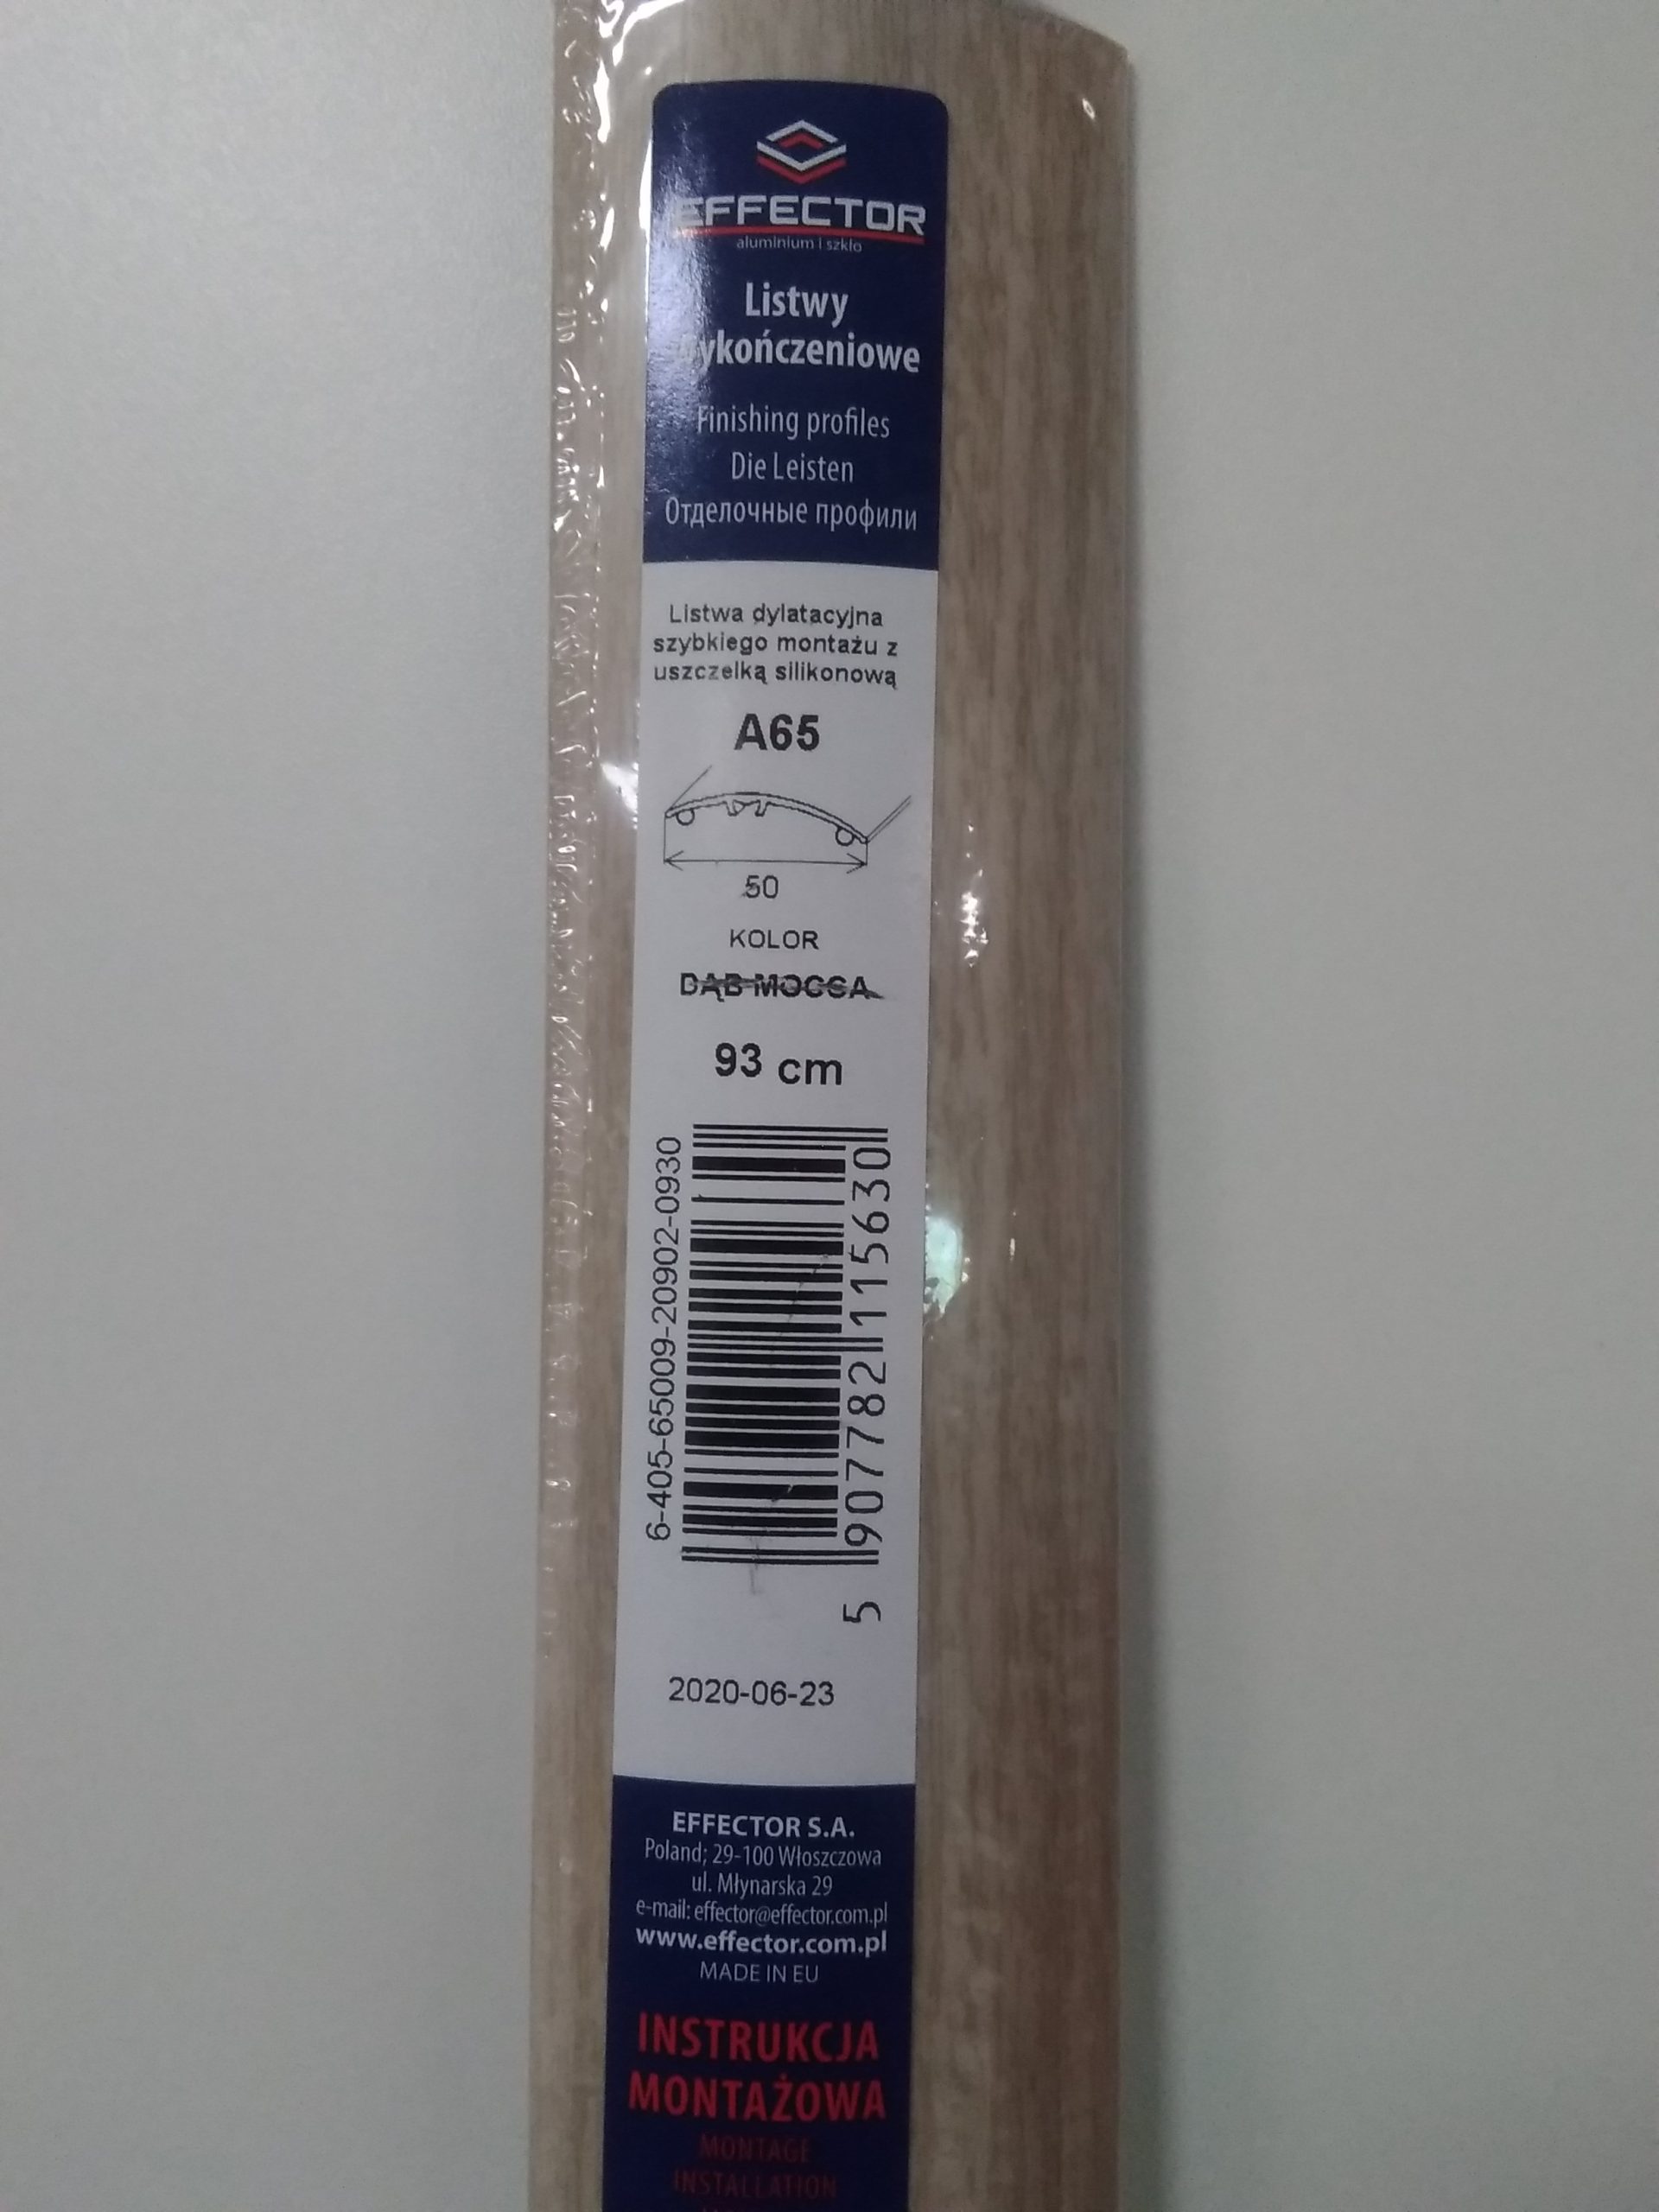 EFFECTOR
aluminium i szkło
Listwy
wykończeniowe
Finishing profiles
Die Leisten
Отделочные профили
Listwa dylatacyjna
szybkiego montażu z
uszczelką silikonową
A65
50
KOLOR
DĄB MOCCA
93 cm
6-405-65009-20902-0930
5 907782 115630
2020-06-23
EFFECTOR S.A.
Poland; 29-100 Włoszczowa
ul. Młynarska 29
e-mail: effector@effector.com.pl
www.effector.com.pl
MADE IN EU
INSTRUKCJA
MONTAŻOWA
MONTAGE
INSTALLATION